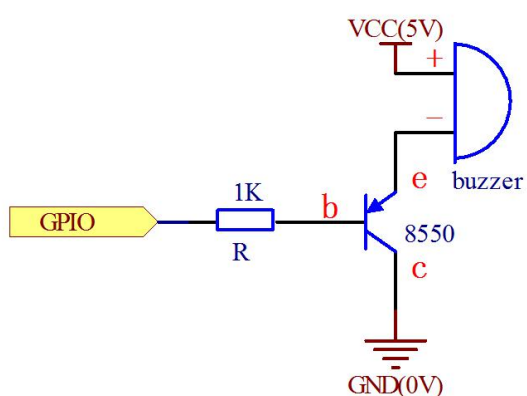 VCC(5V)
+
−
buzzer
e
1K
b
GPIO
8550
R
c
GND(0V)